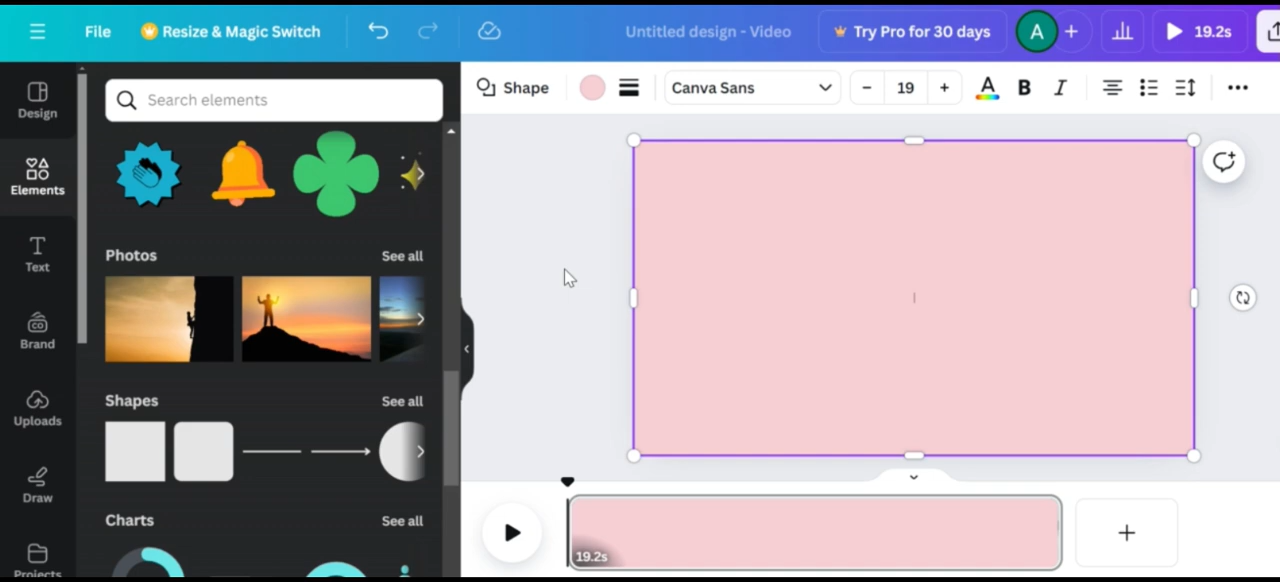 File
Resize & Magic Switch
Untitled design - Video
Try Pro for 30 days
A
19.2s
Design
Elements
Text
Brand
Uploads
Draw
Projects
Search elements
Photos
See all
Shapes
See all
Charts
See all
Shape
Canva Sans
19
A
B
I
CO
19.2s